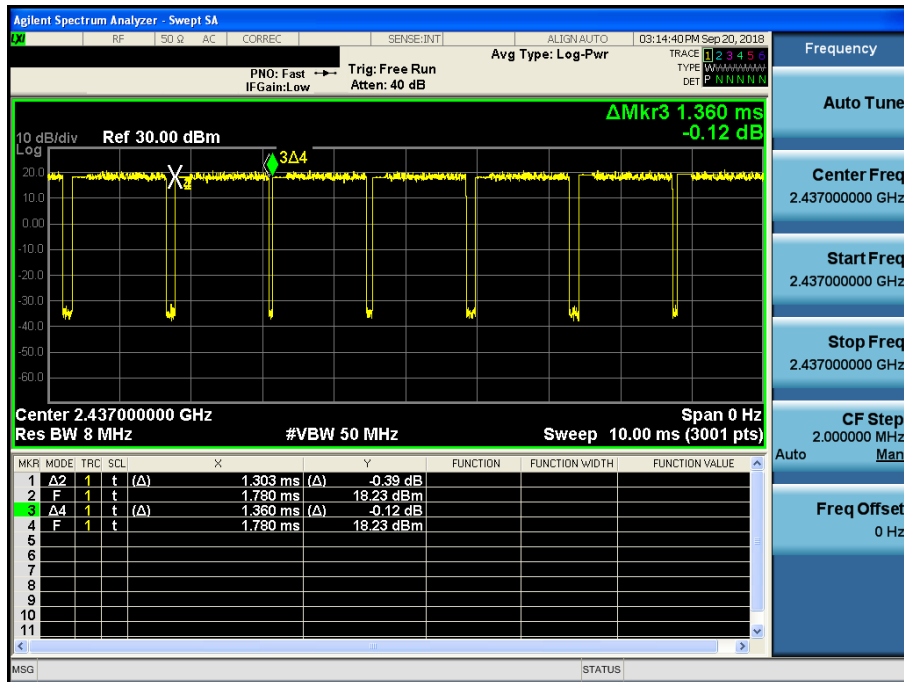 Agilent Spectrum Analyzer - Swept SA
LXI RF 50 Ω AC CORREC SENSE:INT ALIGN AUTO 03:14:40 PM Sep 20, 2018
PNO: Fast
IFGain:Low
Trig: Free Run
Atten: 40 dB
Avg Type: Log-Pwr
TRACE 1 2 3 4 5 6
TYPE WWWWWW
DET P N N N N N
ΔMkr3 1.360 ms
-0.12 dB
10 dB/div Ref 30.00 dBm
Log
20.0
10.0
0.00
-10.0
-20.0
-30.0
-40.0
-50.0
-60.0
3Δ4
Center 2.437000000 GHz Span 0 Hz
Res BW 8 MHz #VBW 50 MHz Sweep 10.00 ms (3001 pts)
MKR MODE TRC SCL X Y FUNCTION FUNCTION WIDTH FUNCTION VALUE
1 Δ2 1 t (Δ) 1.303 ms (Δ) -0.39 dB
2 F 1 t 1.780 ms 18.23 dBm
3 Δ4 1 t (Δ) 1.360 ms (Δ) -0.12 dB
4 F 1 t 1.780 ms 18.23 dBm
5
6
7
8
9
10
11
MSG STATUS
Frequency
Auto Tune
Center Freq
2.437000000 GHz
Start Freq
2.437000000 GHz
Stop Freq
2.437000000 GHz
CF Step
2.000000 MHz
Auto Man
Freq Offset
0 Hz